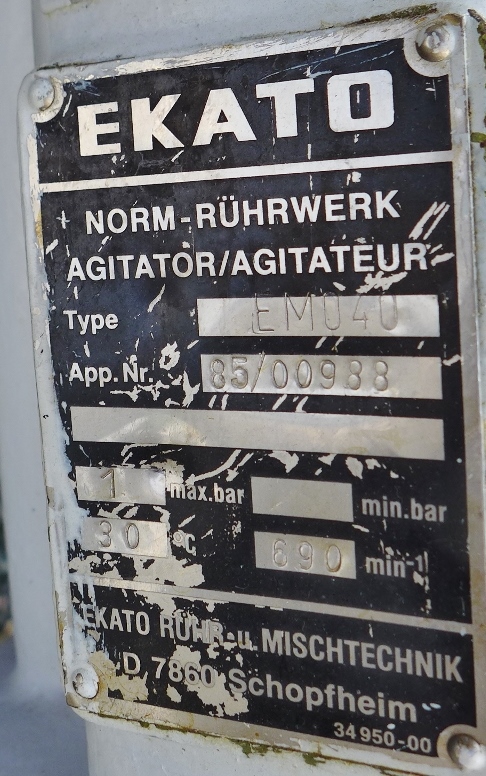 EKATO
NORM-RÜHRWERK
AGITATOR/AGITATEUR
Type EM040
App.Nr. 85/00988
1 max.bar min.bar
30 °C 690 min-1
EKATO RÜHR-u. MISCHTECHNIK
D 7860 Schopfheim
34 950-00